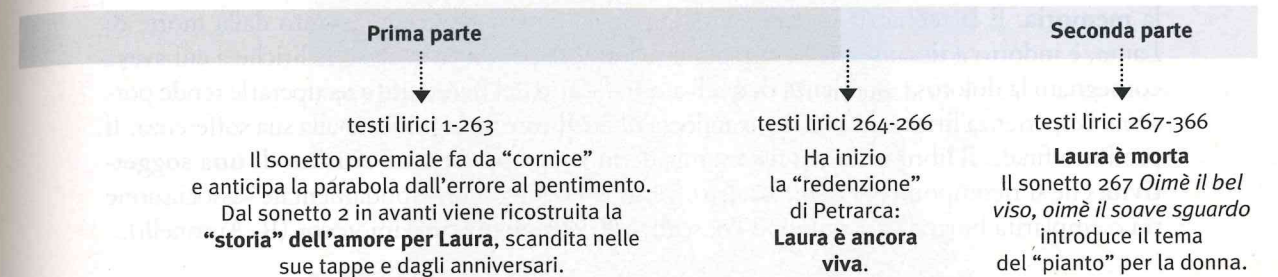 Prima parte
Seconda parte
testi lirici 1-263
Il sonetto proemiale fa da “cornice”
e anticipa la parabola dall’errore al pentimento.
Dal sonetto 2 in avanti viene ricostruita la
“storia” dell’amore per Laura, scandita nelle
sue tappe e dagli anniversari.
testi lirici 264-266
Ha inizio
la “redenzione”
di Petrarca:
Laura è ancora
viva.
testi lirici 267-366
Laura è morta
Il sonetto 267 Oimè il bel
viso, oimè il soave sguardo
introduce il tema
del “pianto” per la donna.